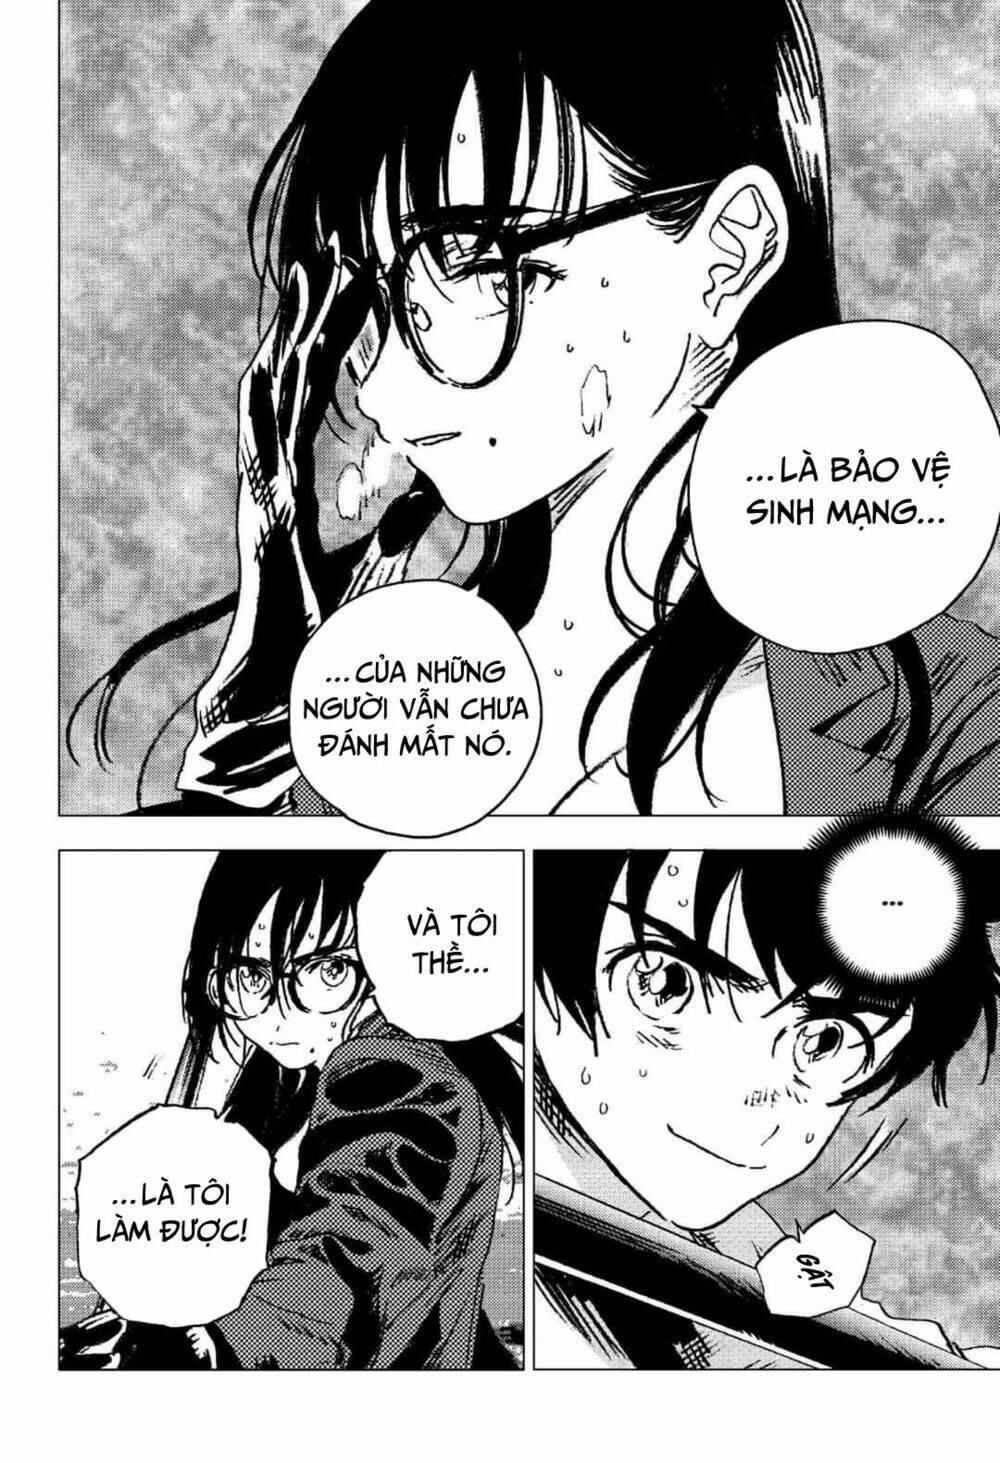 ...LÀ BẢO VỆ
SINH MẠNG...
...CỦA NHỮNG
NGƯỜI VẪN CHƯA
ĐÁNH MẤT NÓ.
...
GẬT
VÀ TÔI
THỀ...
...LÀ TÔI
LÀM ĐƯỢC!